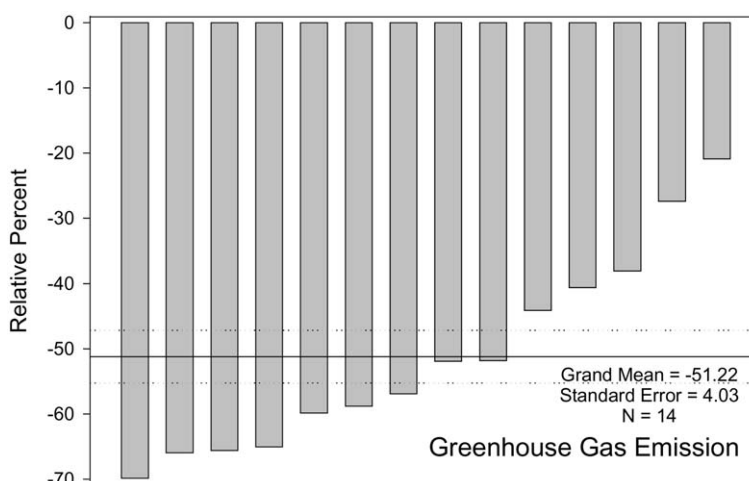 0
-10
-20
-30
-40
-50
-60
-70
Relative Percent
Grand Mean = -51.22
Standard Error = 4.03
N = 14
Greenhouse Gas Emission